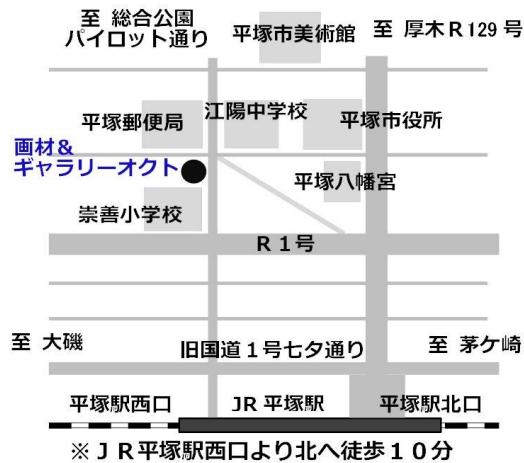 至 総合公園
パイロット通り
平塚市美術館
至 厚木R129号
平塚郵便局
江陽中学校
平塚市役所
画材&
ギャラリーオクト
平塚八幡宮
崇善小学校
R1号
至 大磯
旧国道1号七夕通り
至 茅ケ崎
平塚駅西口
JR 平塚駅
平塚駅北口
※JR平塚駅西口より北へ徒歩10分